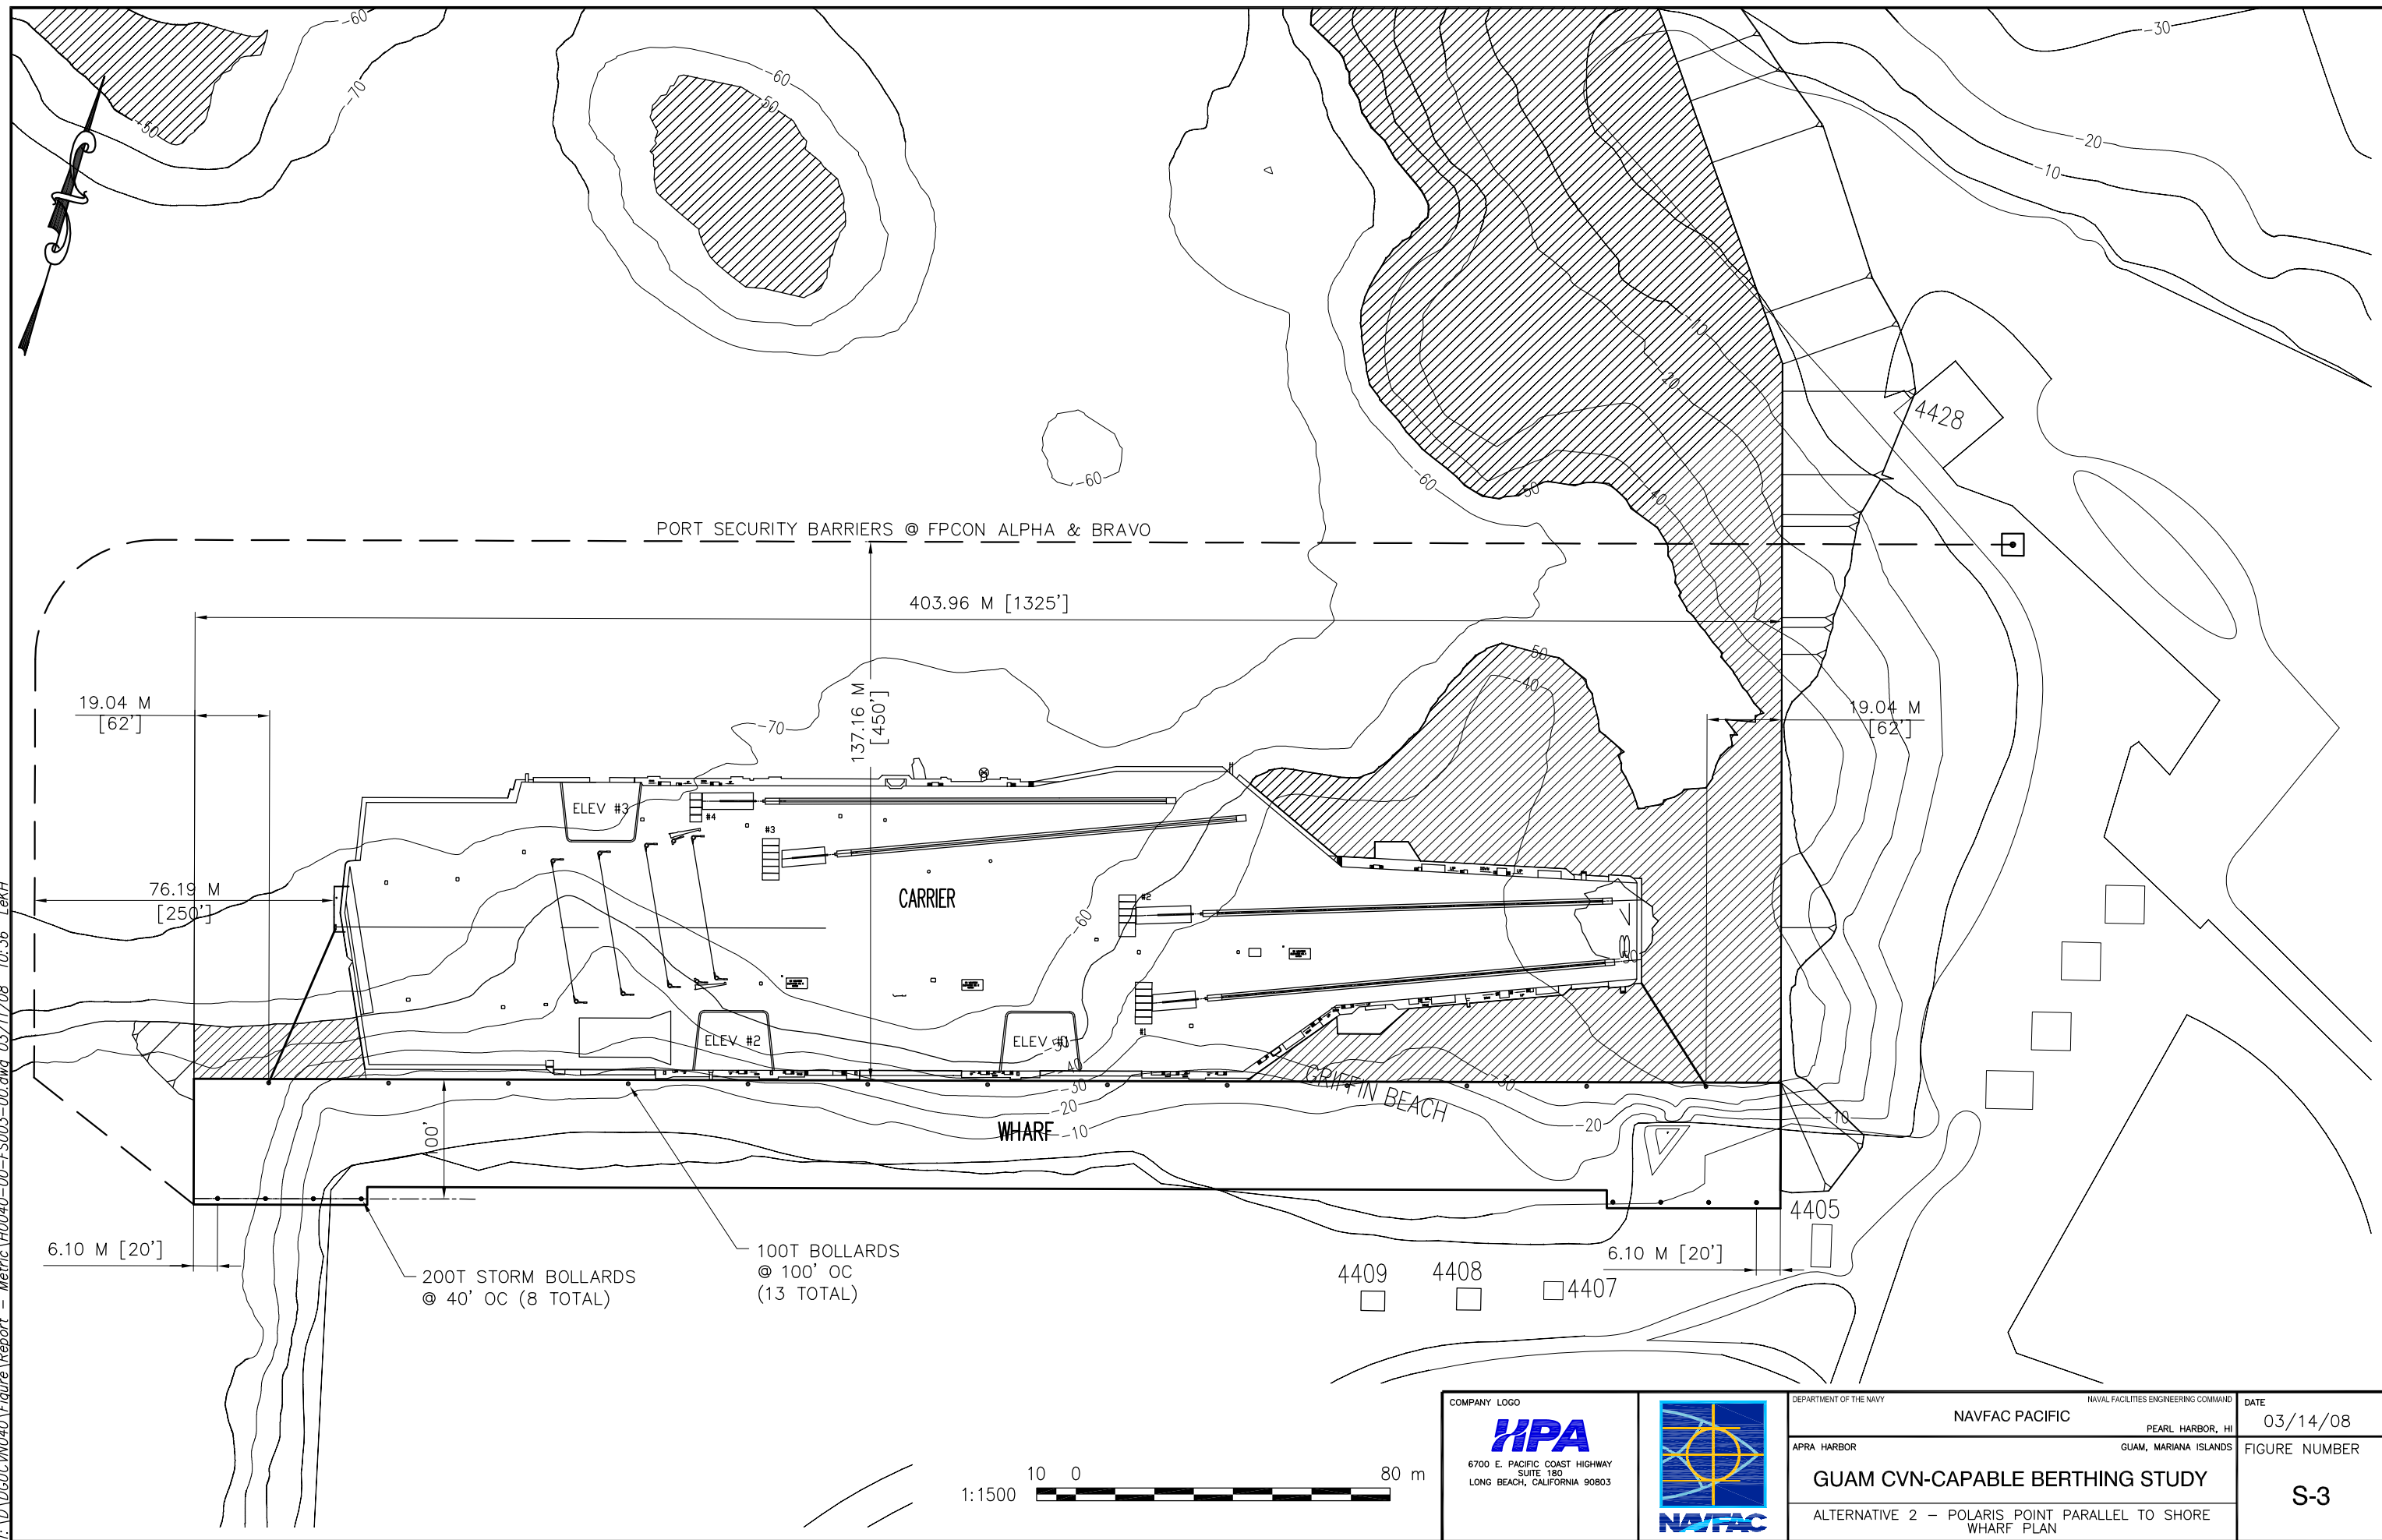 -60
-70
-50
-60
-50
-30
-20
-10
-10
-20
4428
-60
-60
50
40
PORT SECURITY BARRIERS @ FPCON ALPHA & BRAVO
403.96 M [1325']
137.16 M
[450']
19.04 M
[62']
19.04 M
[62']
-70
50
-40
ELEV #3
#4
#3
CARRIER
#2
-60
76.19 M
[250']
50
#1
ELEV #2
ELEV #1
-50
-40
-30
-20
-10
-30
-20
-10
GRIFFIN BEACH
WHARF
100'
4405
6.10 M [20']
6.10 M [20']
200T STORM BOLLARDS
@ 40' OC (8 TOTAL)
100T BOLLARDS
@ 100' OC
(13 TOTAL)
4409
4408
4407
10 0 80 m
1:1500
COMPANY LOGO
HPA
6700 E. PACIFIC COAST HIGHWAY
SUITE 180
LONG BEACH, CALIFORNIA 90803
NAVFAC
DEPARTMENT OF THE NAVY NAVAL FACILITIES ENGINEERING COMMAND
NAVFAC PACIFIC
PEARL HARBOR, HI
APRA HARBOR GUAM, MARIANA ISLANDS
GUAM CVN-CAPABLE BERTHING STUDY
ALTERNATIVE 2 – POLARIS POINT PARALLEL TO SHORE
WHARF PLAN
DATE
03/14/08
FIGURE NUMBER
S-3